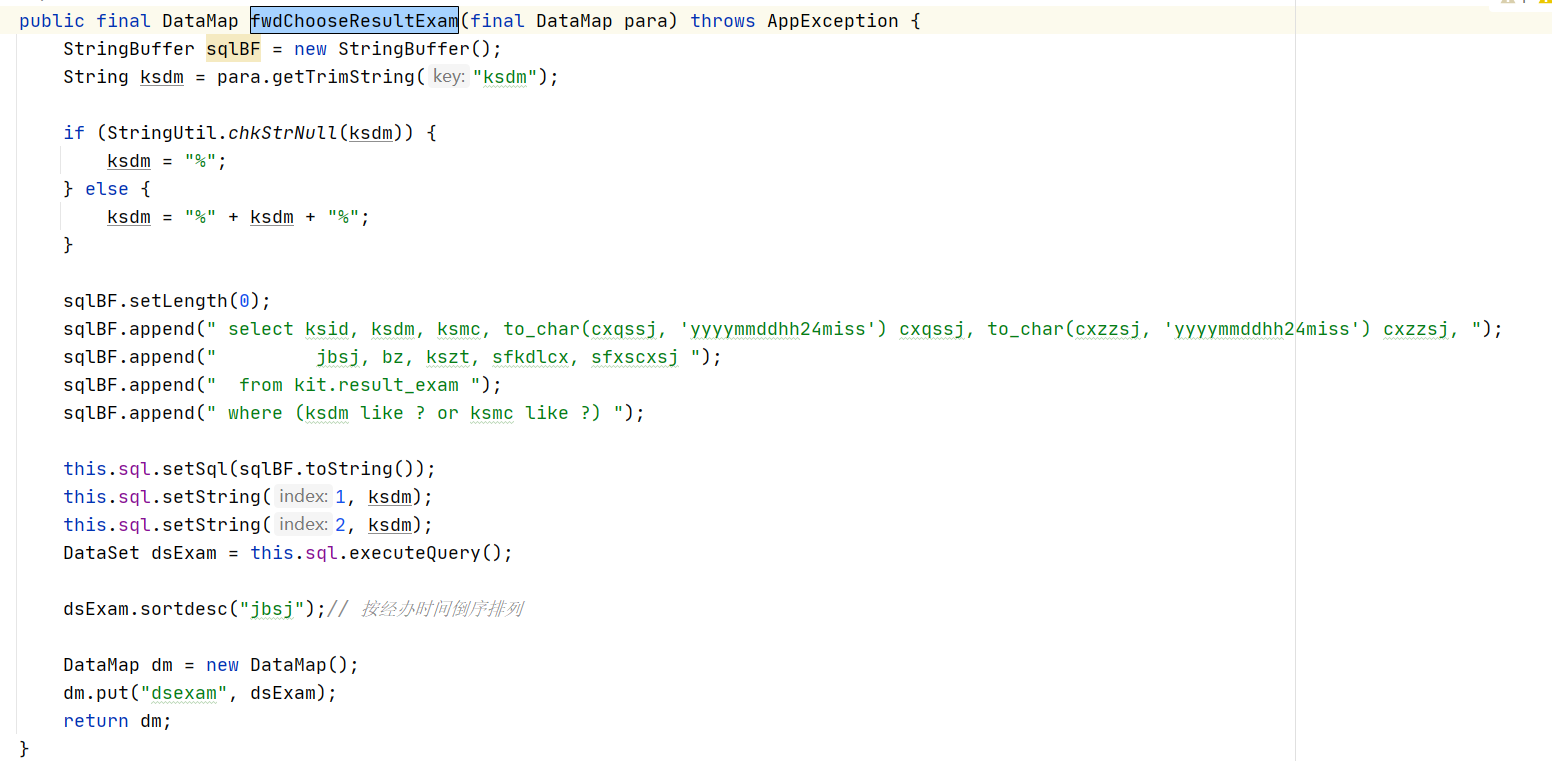 public final DataMap fwdChooseResultExam(final DataMap para) throws AppException {
    StringBuffer sqlBF = new StringBuffer();
    String ksdm = para.getTrimString( key: "ksdm");

    if (StringUtil.chkStrNull(ksdm)) {
        ksdm = "%";
    } else {
        ksdm = "%" + ksdm + "%";
    }

    sqlBF.setLength(0);
    sqlBF.append(" select ksid, ksdm, ksmc, to_char(cxqssj, 'yyyymmddhh24miss') cxqssj, to_char(cxzzsj, 'yyyymmddhh24miss') cxzzsj, ");
    sqlBF.append("         jbsj, bz, kszt, sfkdlcx, sfxscxsj ");
    sqlBF.append("  from kit.result_exam ");
    sqlBF.append(" where (ksdm like ? or ksmc like ?) ");

    this.sql.setSql(sqlBF.toString());
    this.sql.setString( index: 1, ksdm);
    this.sql.setString( index: 2, ksdm);
    DataSet dsExam = this.sql.executeQuery();

    dsExam.sortdesc("jbsj");// 按经办时间倒序排列

    DataMap dm = new DataMap();
    dm.put("dsexam", dsExam);
    return dm;
}